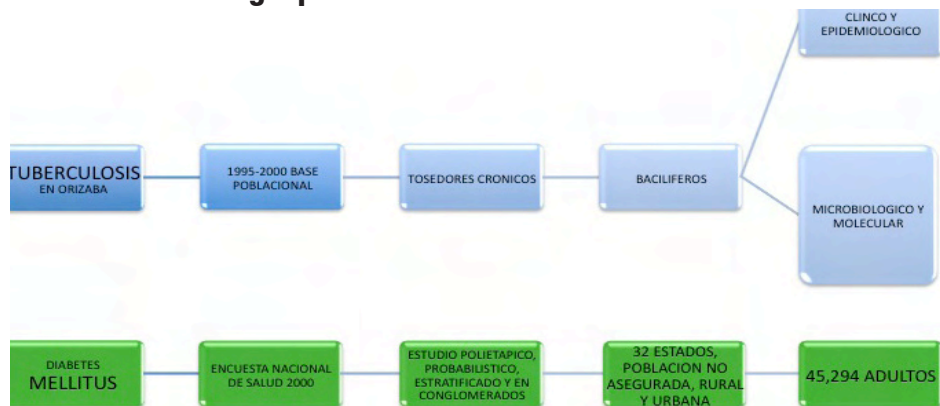 CLINCO Y
EPIDEMIOLOGICO
TUBERCULOSIS
EN ORIZABA
1995-2000 BASE
POBLACIONAL
TOSEDORES CRONICOS
BACILIFEROS
MICROBIOLOGICO Y
MOLECULAR
DIABETES
MELLITUS
ENCUESTA NACIONAL
DE SALUD 2000
ESTUDIO POLIETAPICO,
PROBABILISTICO,
ESTRATIFICADO Y EN
CONGLOMERADOS
32 ESTADOS,
POBLACION NO
ASEGURADA, RURAL
Y URBANA
45,294 ADULTOS